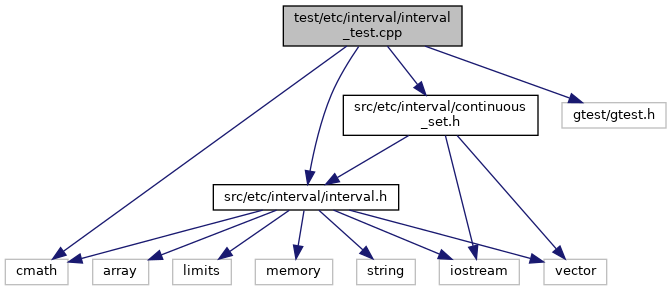 test/etc/interval/interval
_test.cpp
src/etc/interval/continuous
_set.h
gtest/gtest.h
src/etc/interval/interval.h
cmath
array
limits
memory
string
iostream
vector